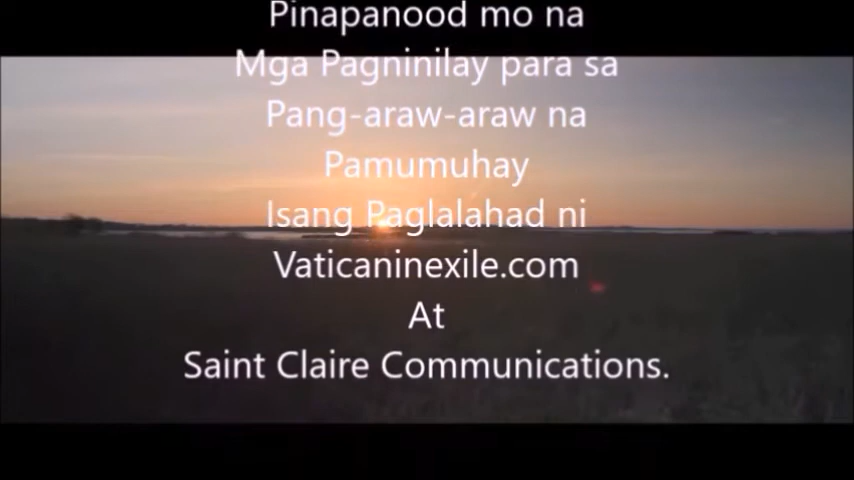 Pinapanood mo na
Mga Pagninilay para sa
Pang-araw-araw na
Pamumuhay
Isang Paglalahad ni
Vaticaninexile.com
At
Saint Claire Communications.